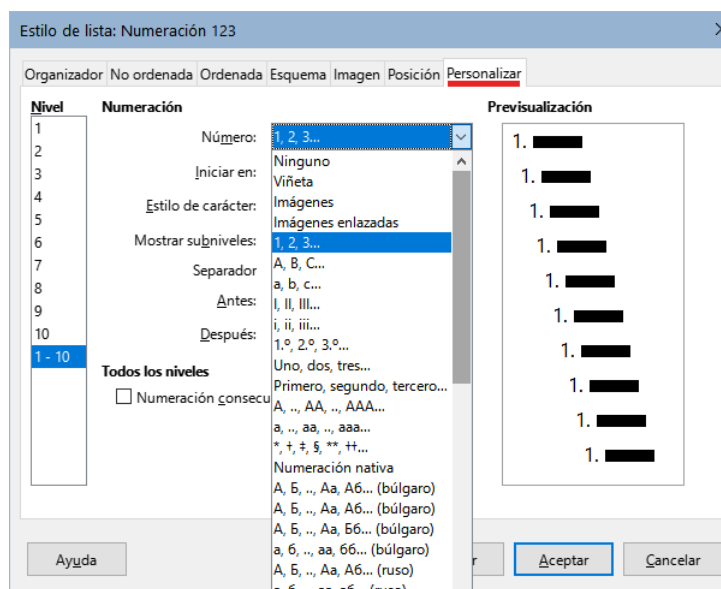 Estilo de lista: Numeración 123
Organizador No ordenada Ordenada Esquema Imagen Posición Personalizar
Nivel
1
2
3
4
5
6
7
8
9
10
1 - 10
Numeración
Número: 1, 2, 3...
Iniciar en:
Estilo de carácter:
Mostrar subniveles:
Separador
Antes:
Después:
Todos los niveles
Numeración consecu
Ninguno
Viñeta
Imágenes
Imágenes enlazadas
1, 2, 3...
A, B, C...
a, b, c...
I, II, III...
i, ii, iii...
1.º, 2.º, 3.º...
Uno, dos, tres...
Primero, segundo, tercero...
A, .., AA, .., AAA...
a, .., aa, .., aaa...
*, †, ‡, §, **, ††...
Numeración nativa
А, Б, .., Аа, Аб... (búlgaro)
А, Б, .., Аа, Аб... (búlgaro)
А, Б, .., Аа, Бб... (búlgaro)
а, б, .., аа, бб... (búlgaro)
А, Б, .., Аа, Аб... (ruso)
Previsualización
1.
1.
1.
1.
1.
1.
1.
1.
1.
1.
Ayuda
Aceptar
Cancelar